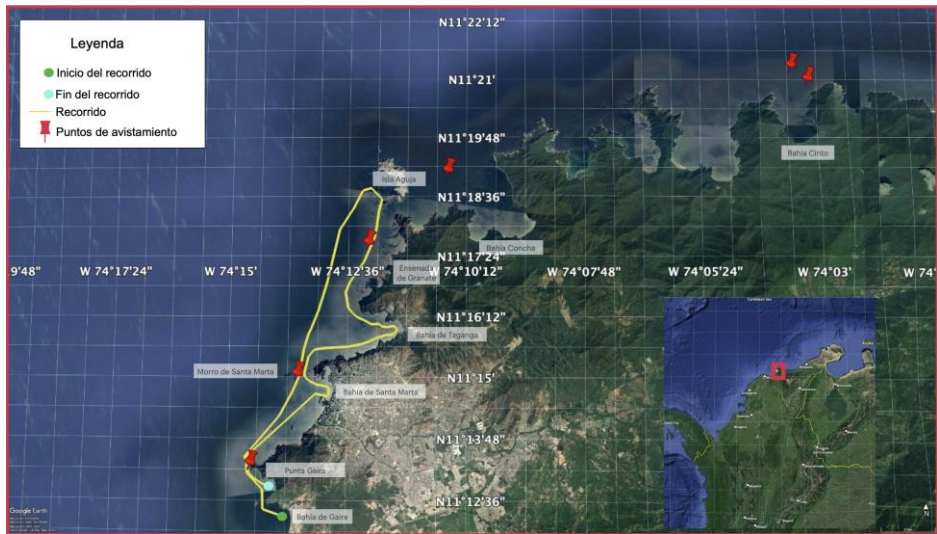 Leyenda
Inicio del recorrido
Fin del recorrido
Recorrido
Puntos de avistamiento
N11°22'12"
N11°21'
N11°19'48"
Bahía Cinto
Isla Aguja
N11°18'36"
Bahía Concha
N11°17'24"
9'48"
W 74°17'24"
W 74°15'
W 74°12'36"
W 74°10'12"
W 74°07'48"
W 74°05'24"
W 74°03'
W 74°
Ensenada
de Granate
N11°16'12"
Bahía de Taganga
Morro de Santa Marta
N11°15'
Bahía de Santa Marta
N11°13'48"
Punta Gaira
N11°12'36"
Bahía de Gaira
Google Earth
N